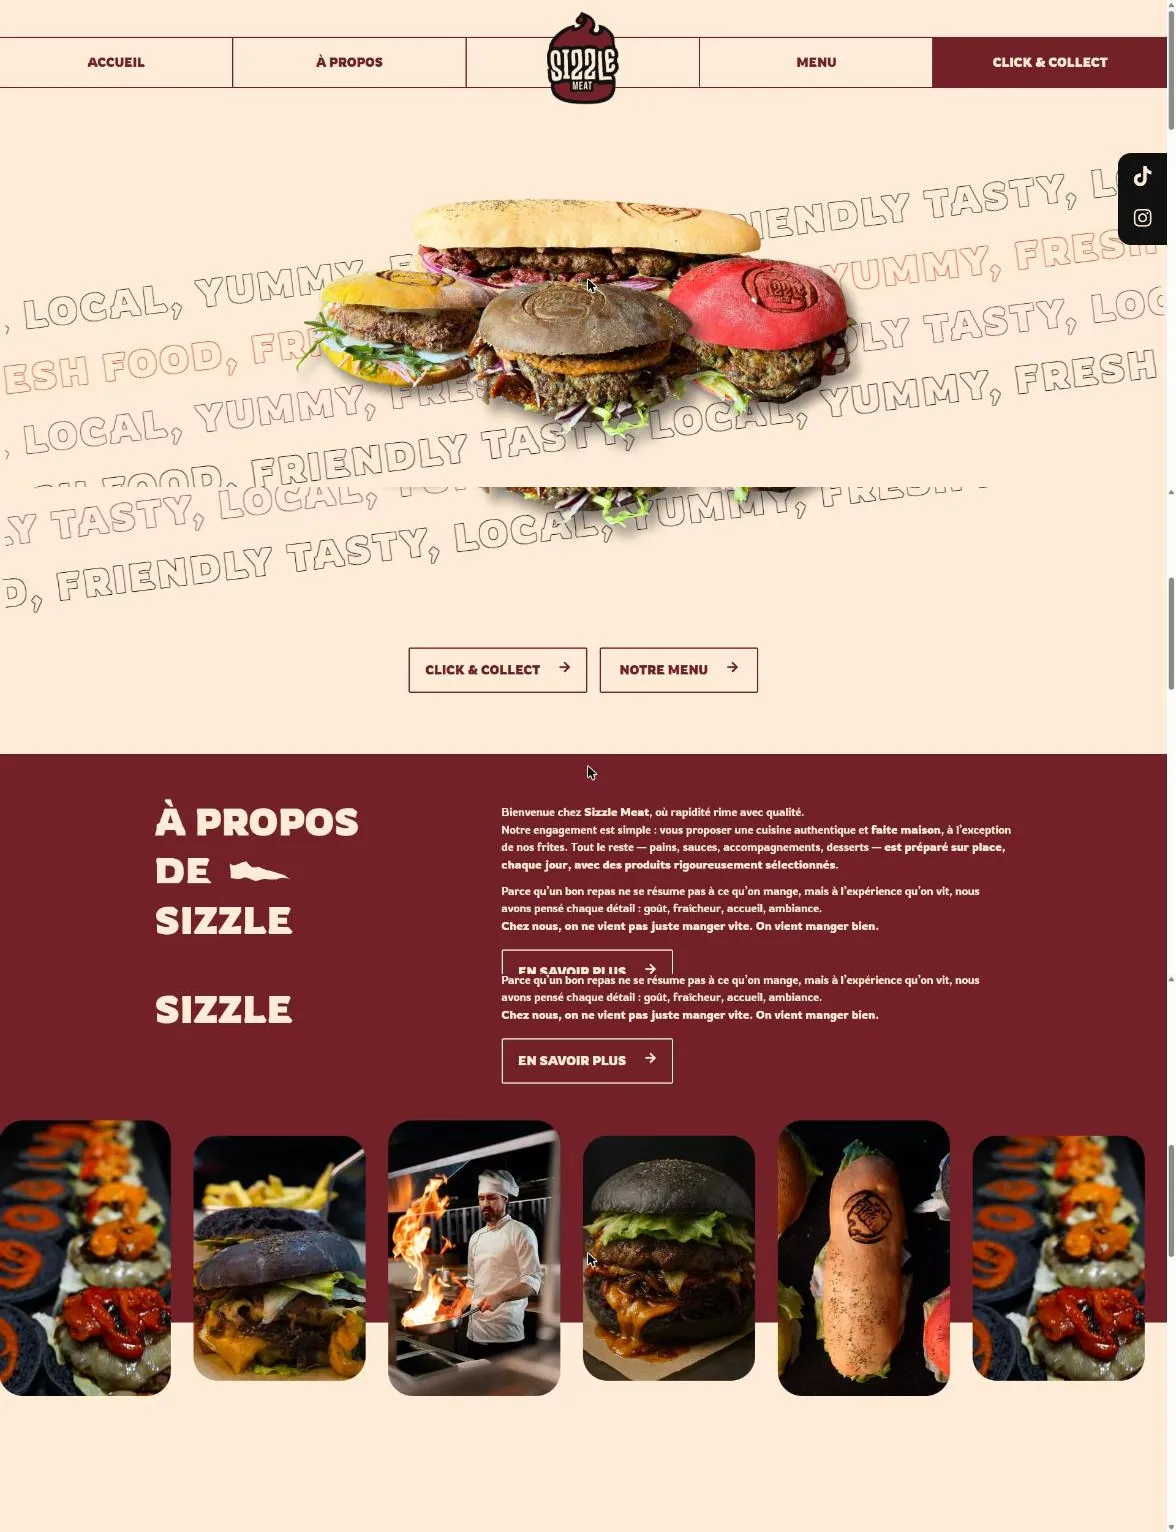 ACCUEIL
À PROPOS
SIZZLE
MEAT
MENU
CLICK & COLLECT
RIENDLY TASTY, L
, LOCAL, YUMMY, F
YUMMY, FRESH
ESH FOOD, FRI
DLY TASTY, LOC
, LOCAL, YUMMY, FRES
FOOD, FRIENDLY TASTY, LOCAL, YUMMY, FRESH
Y TASTY, LOCAL,
D, FRIENDLY TASTY, LOCAL, YUMMY, FRESH
CLICK & COLLECT
NOTRE MENU
À PROPOS
DE
SIZZLE
Bienvenue chez Sizzle Meat, où rapidité rime avec qualité.
Notre engagement est simple : vous proposer une cuisine authentique et faite maison, à l'exception
de nos frites. Tout le reste — pains, sauces, accompagnements, desserts — est préparé sur place,
chaque jour, avec des produits rigoureusement sélectionnés.
Parce qu'un bon repas ne se résume pas à ce qu'on mange, mais à l'expérience qu'on vit, nous
avons pensé chaque détail : goût, fraîcheur, accueil, ambiance.
Chez nous, on ne vient pas juste manger vite. On vient manger bien.
EN SAVOIR PLUS
SIZZLE
Parce qu'un bon repas ne se résume pas à ce qu'on mange, mais à l'expérience qu'on vit, nous
avons pensé chaque détail : goût, fraîcheur, accueil, ambiance.
Chez nous, on ne vient pas juste manger vite. On vient manger bien.
EN SAVOIR PLUS